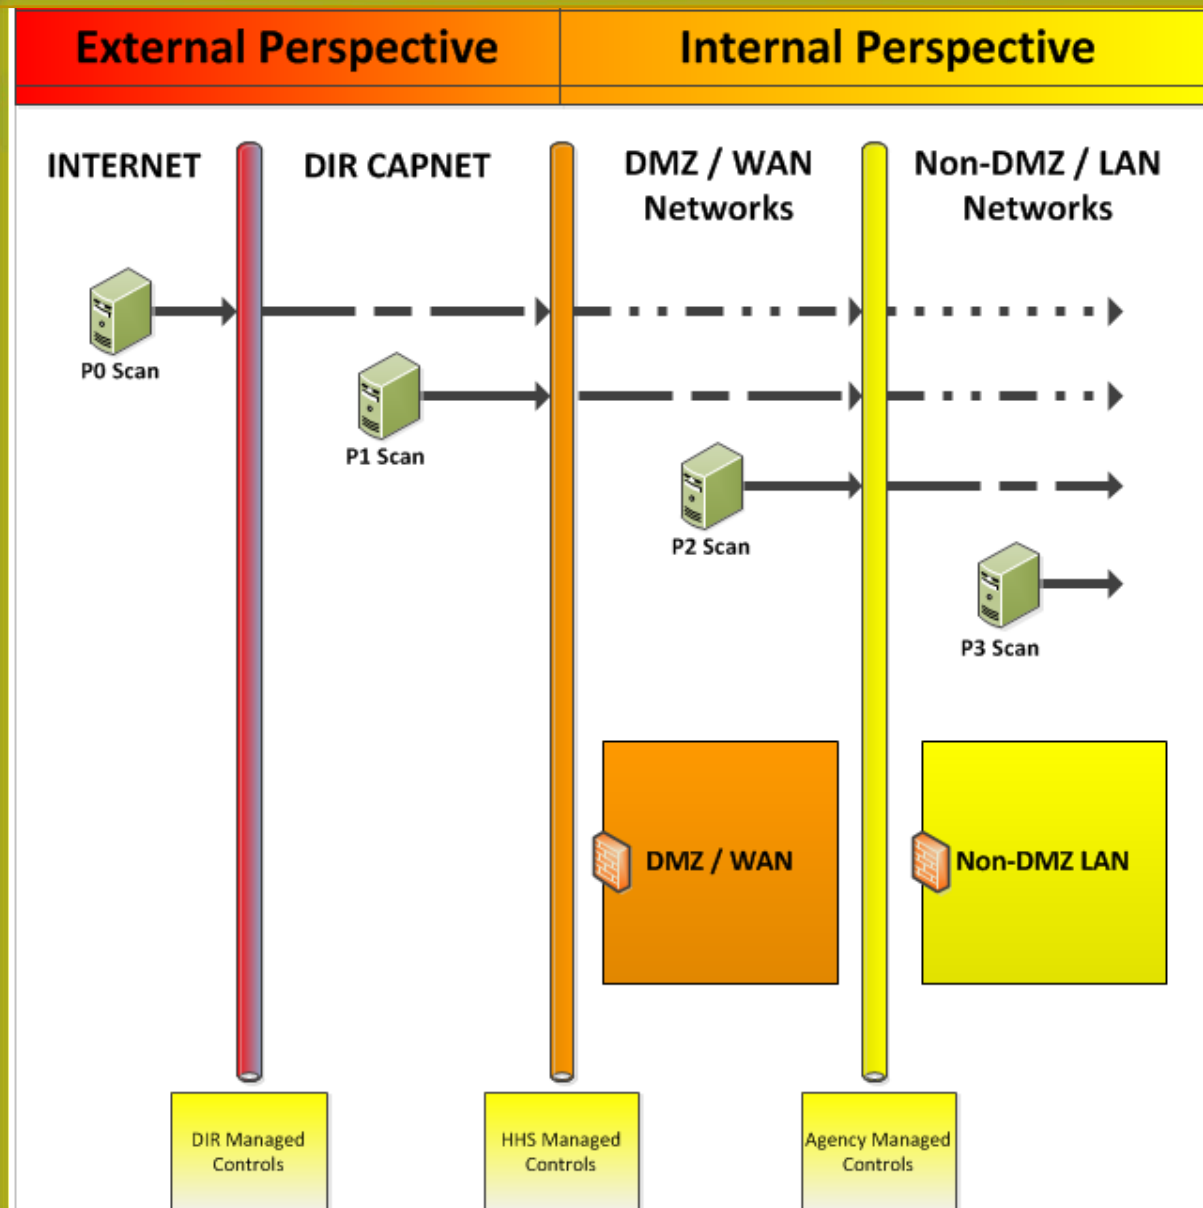 External Perspective
Internal Perspective
INTERNET
DIR CAPNET
DMZ / WAN
Networks
Non-DMZ / LAN
Networks
P0 Scan
P1 Scan
P2 Scan
P3 Scan
DMZ / WAN
Non-DMZ LAN
DIR Managed
Controls
HHS Managed
Controls
Agency Managed
Controls